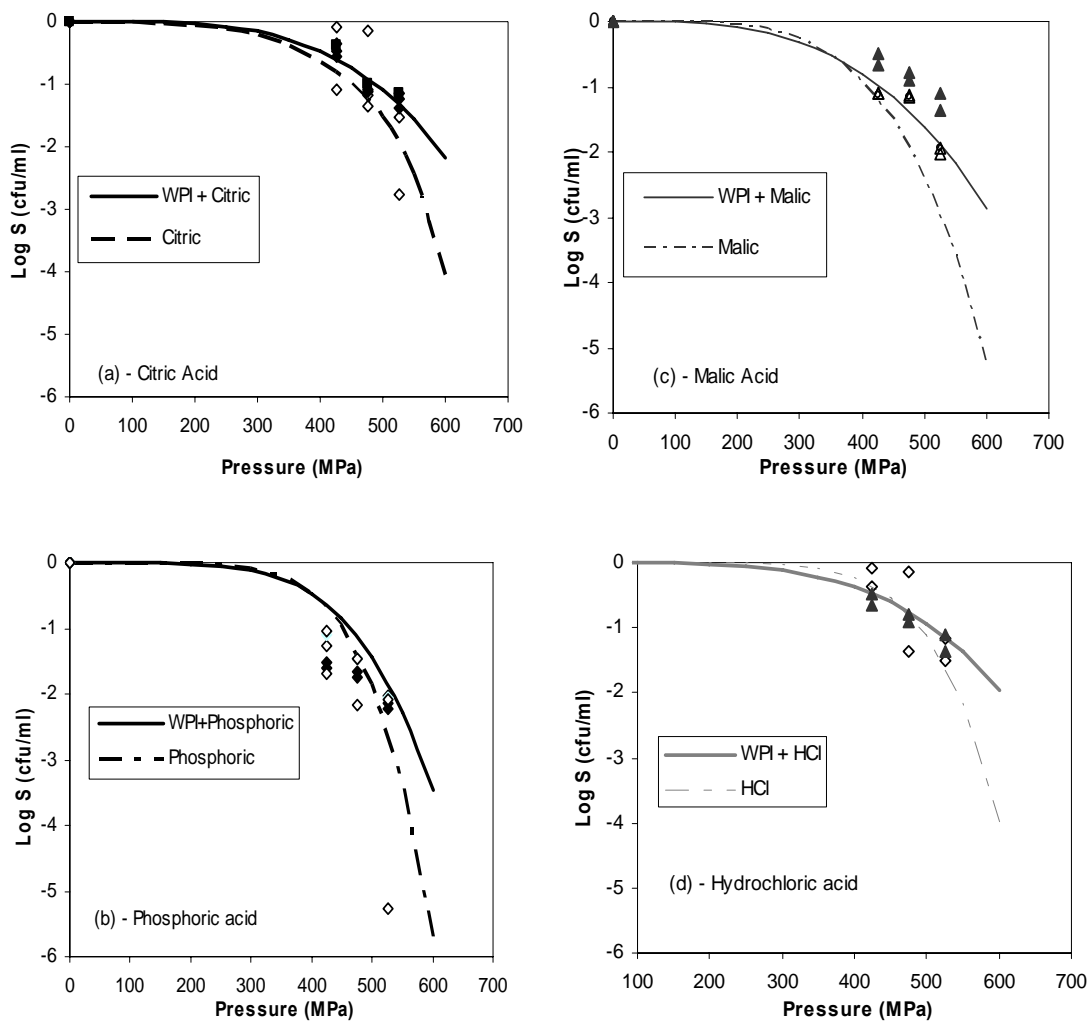 0
-1
-2
-3
-4
-5
-6
Log S (cfu/ml)
WPI + Citric
Citric
(a) - Citric Acid
0 100 200 300 400 500 600 700
Pressure (MPa)
0
-1
-2
-3
-4
-5
-6
Log S (cfu/ml)
WPI + Malic
Malic
(c) - Malic Acid
0 100 200 300 400 500 600 700
Pressure (MPa)
0
-1
-2
-3
-4
-5
-6
Log S (cfu/ml)
WPI+Phosphoric
Phosphoric
(b) - Phosphoric acid
0 100 200 300 400 500 600 700
Pressure (MPa)
0
-1
-2
-3
-4
-5
-6
Log S (cfu/ml)
WPI + HCl
HCl
(d) - Hydrochloric acid
100 200 300 400 500 600 700
Pressure (MPa)